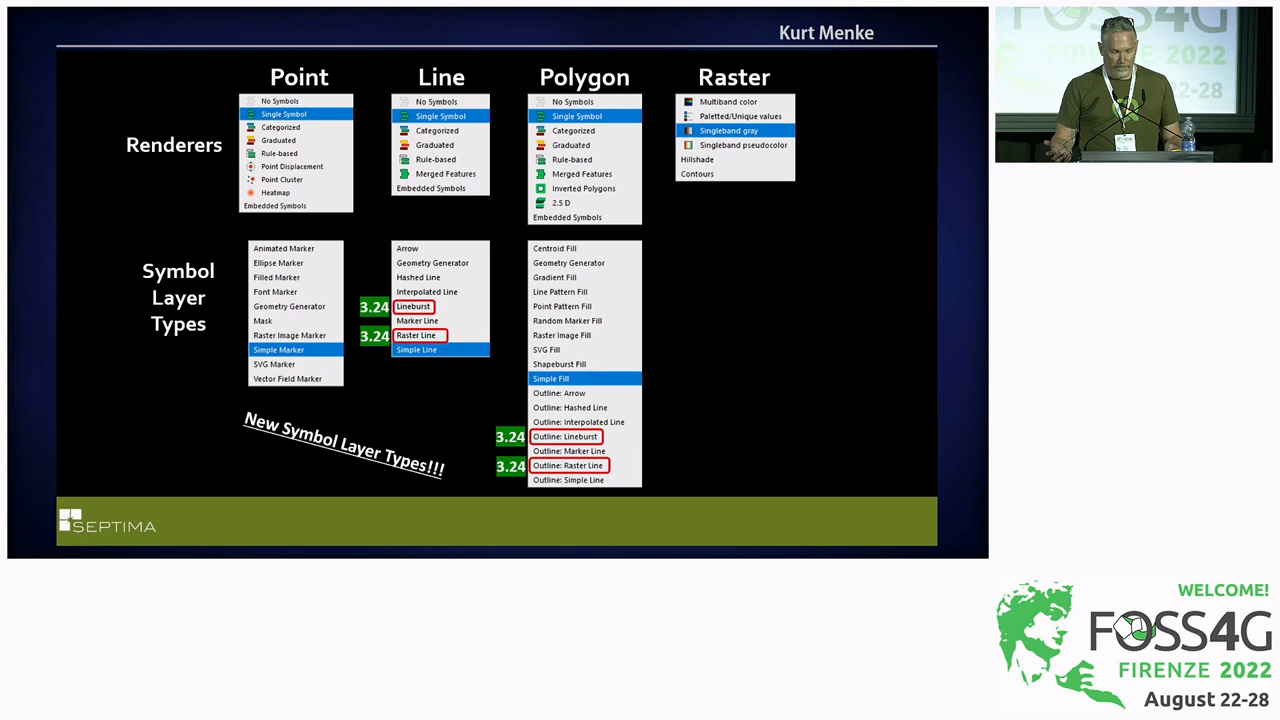 Kurt Menke
Point
Line
Polygon
Raster
Renderers
No Symbols
Single Symbol
Categorized
Graduated
Rule-based
Point Displacement
Point Cluster
Heatmap
Embedded Symbols
No Symbols
Single Symbol
Categorized
Graduated
Rule-based
Merged Features
Embedded Symbols
No Symbols
Single Symbol
Categorized
Graduated
Rule-based
Merged Features
Inverted Polygons
2.5 D
Embedded Symbols
Multiband color
Paletted/Unique values
Singleband gray
Singleband pseudocolor
Hillshade
Contours
Symbol
Layer
Types
Animated Marker
Ellipse Marker
Filled Marker
Font Marker
Geometry Generator
Mask
Raster Image Marker
Simple Marker
SVG Marker
Vector Field Marker
Arrow
Geometry Generator
Hashed Line
Interpolated Line
3.24 Lineburst
Marker Line
3.24 Raster Line
Simple Line
Centroid Fill
Geometry Generator
Gradient Fill
Line Pattern Fill
Point Pattern Fill
Random Marker Fill
Raster Image Fill
SVG Fill
Shapeburst Fill
Simple Fill
Outline: Arrow
Outline: Hashed Line
Outline: Interpolated Line
3.24 Outline: Lineburst
Outline: Marker Line
3.24 Outline: Raster Line
Outline: Simple Line
New Symbol Layer Types!!!
SEPTIMA
FOSS4G
FIRENZE 2022
22-28
WELCOME!
FOSS4G
FIRENZE 2022
August 22-28